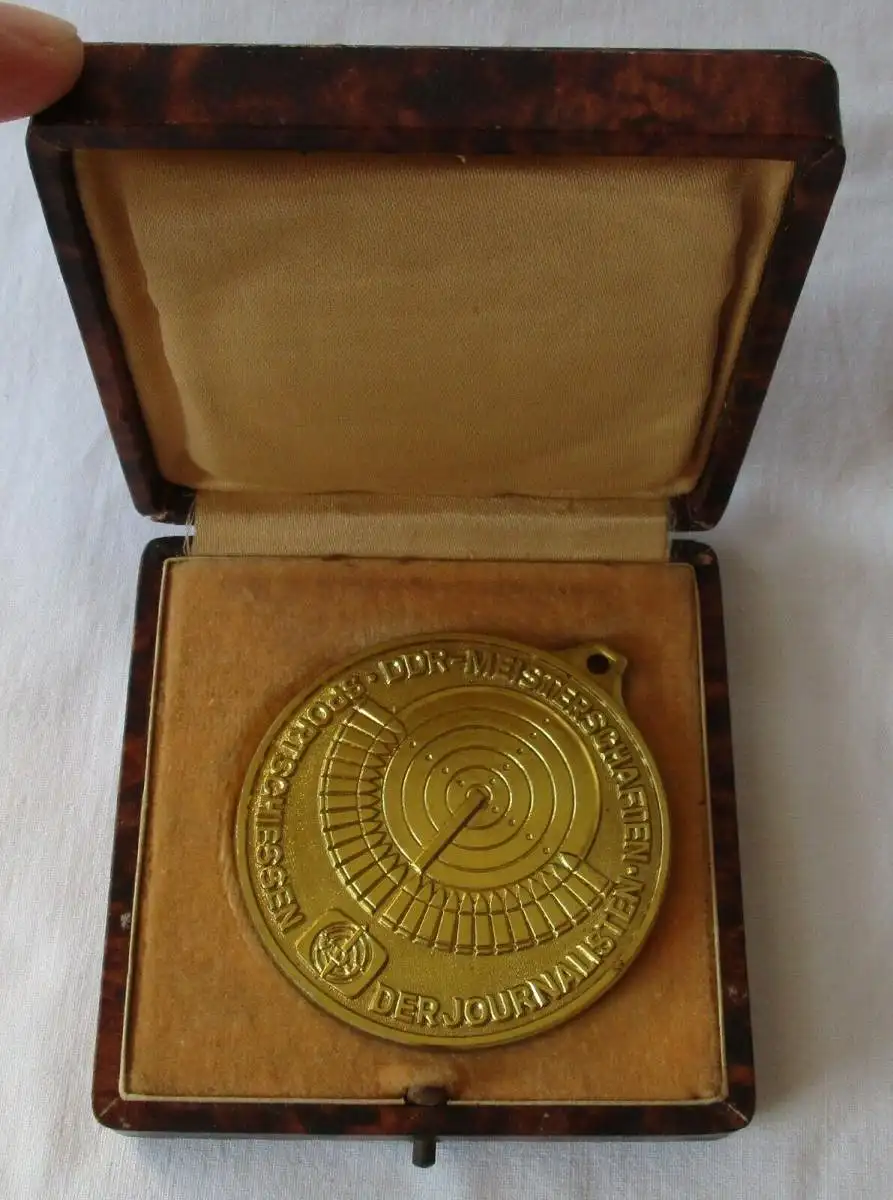 SPORTSCHIESSEN • DDR-MEISTERSCHAFTEN •
DER JOURNALISTEN